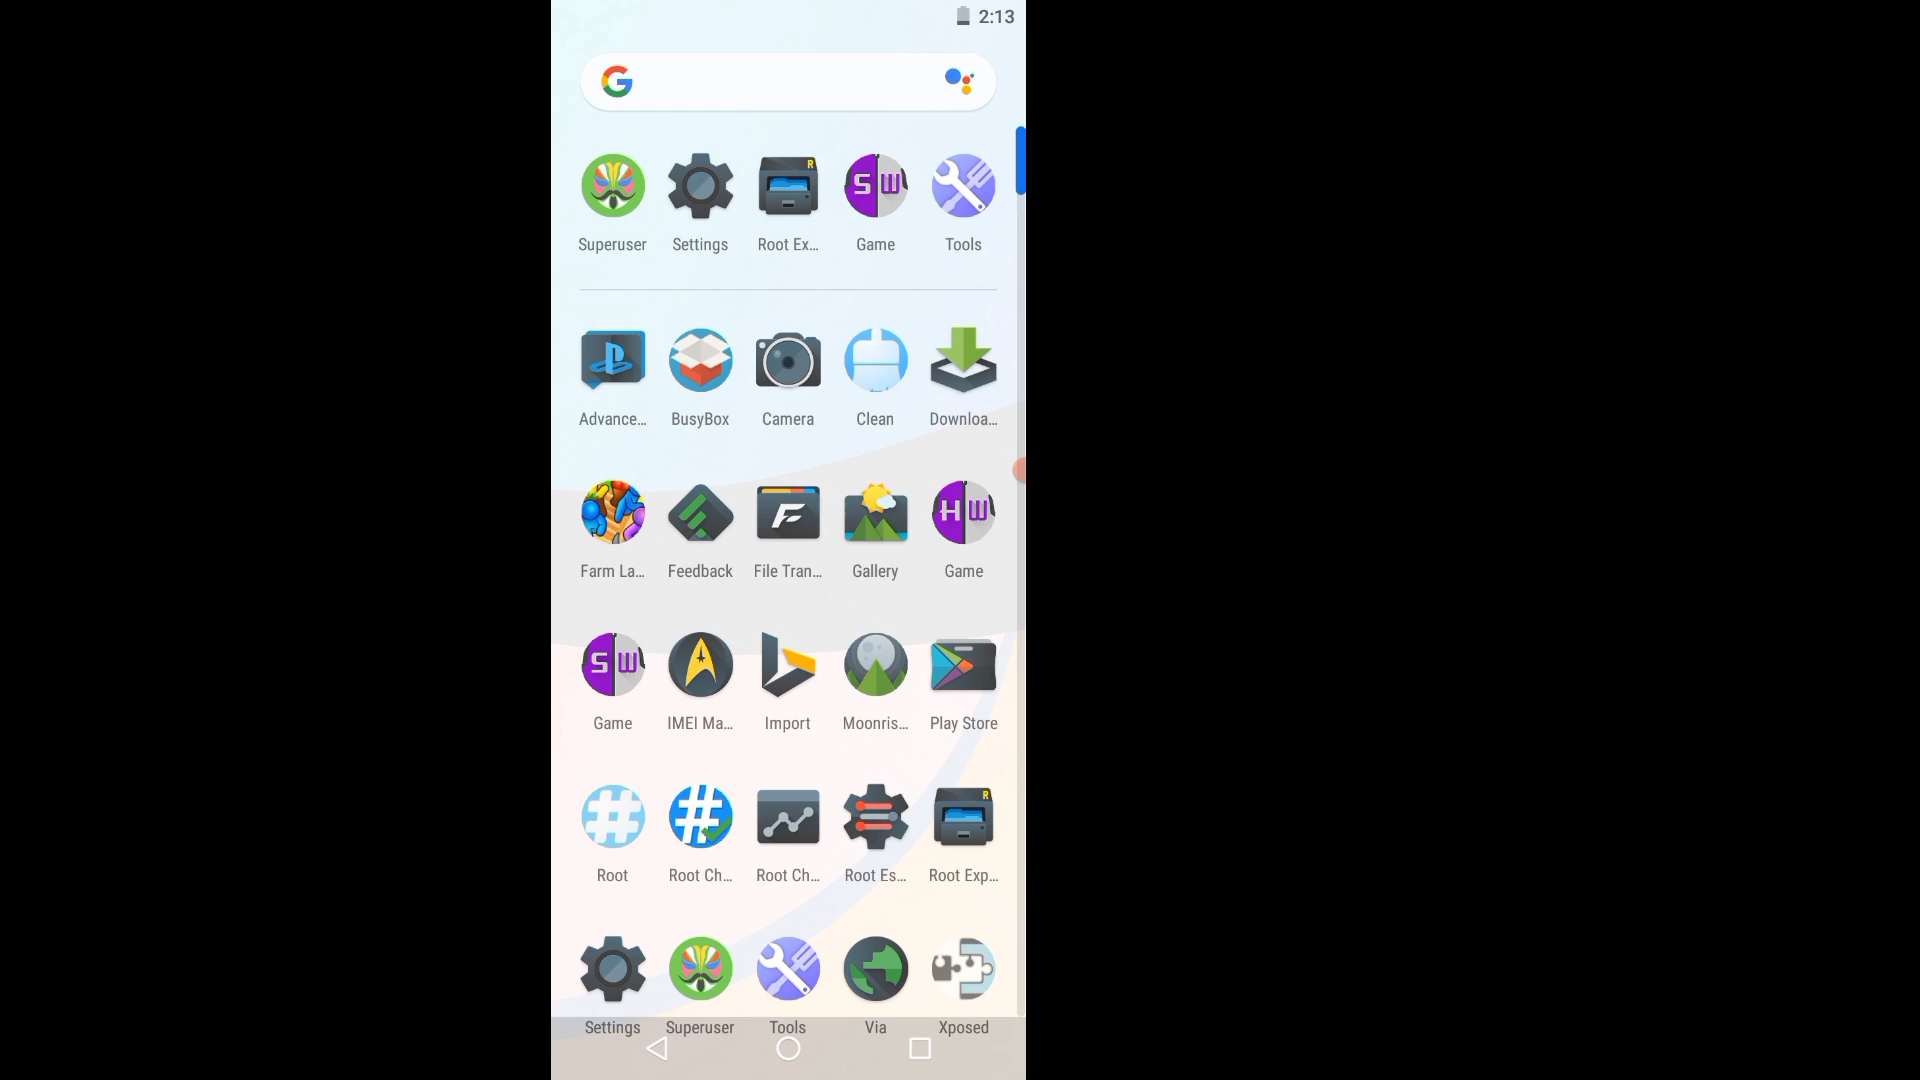 2:13
Superuser Settings Root Ex... Game Tools
Advance... BusyBox Camera Clean Downloa...
Farm La... Feedback File Tran... Gallery Game
Game IMEI Ma... Import Moonris... Play Store
Root Root Ch... Root Ch... Root Es... Root Exp...
Settings Superuser Tools Via Xposed